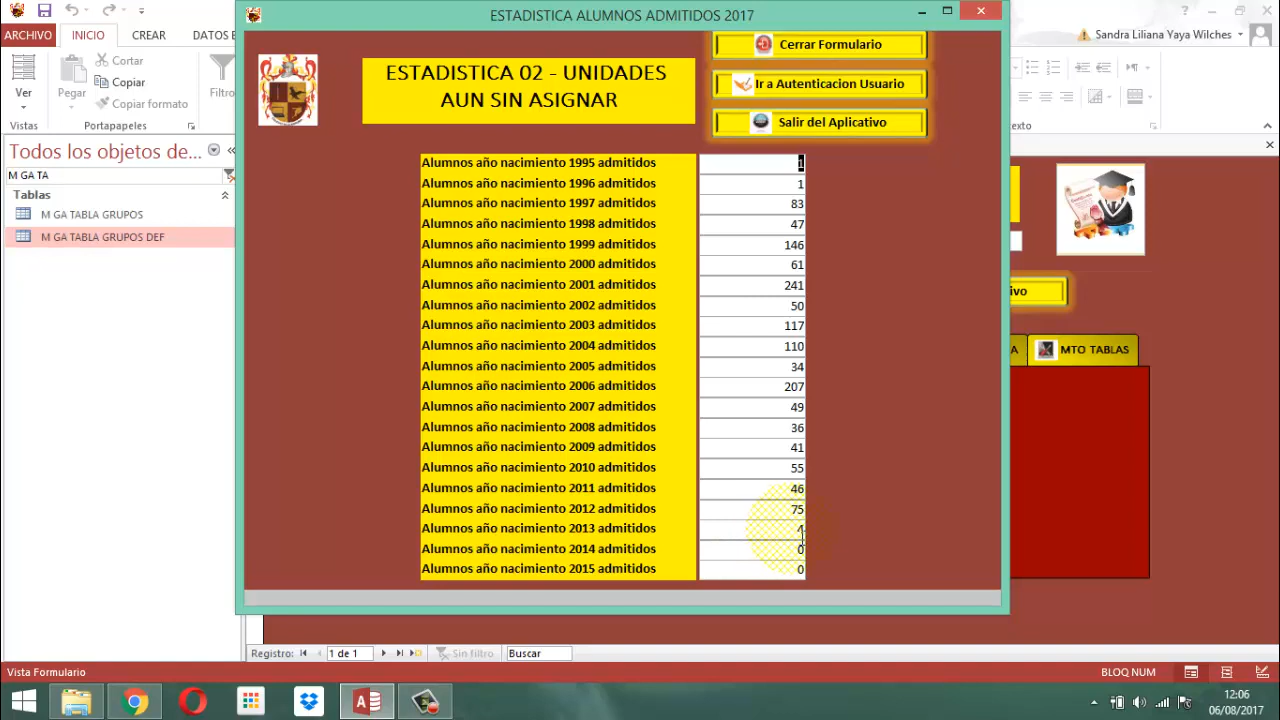 ESTADISTICA ALUMNOS ADMITIDOS 2017
Sandra Liliana Yaya Wilches
ARCHIVO
INICIO
CREAR
DATOS E
Ver
Vistas
Pegar
Cortar
Copiar
Copiar formato
Portapapeles
Filtro
exto
Todos los objetos de...
M GA TA
Tablas
M GA TABLA GRUPOS
M GA TABLA GRUPOS DEF
ESTADISTICA 02 - UNIDADES
AUN SIN ASIGNAR
Cerrar Formulario
Ir a Autenticacion Usuario
Salir del Aplicativo
Alumnos año nacimiento 1995 admitidos 1
Alumnos año nacimiento 1996 admitidos 1
Alumnos año nacimiento 1997 admitidos 83
Alumnos año nacimiento 1998 admitidos 47
Alumnos año nacimiento 1999 admitidos 146
Alumnos año nacimiento 2000 admitidos 61
Alumnos año nacimiento 2001 admitidos 241
Alumnos año nacimiento 2002 admitidos 50
Alumnos año nacimiento 2003 admitidos 117
Alumnos año nacimiento 2004 admitidos 110
Alumnos año nacimiento 2005 admitidos 34
Alumnos año nacimiento 2006 admitidos 207
Alumnos año nacimiento 2007 admitidos 49
Alumnos año nacimiento 2008 admitidos 36
Alumnos año nacimiento 2009 admitidos 41
Alumnos año nacimiento 2010 admitidos 55
Alumnos año nacimiento 2011 admitidos 46
Alumnos año nacimiento 2012 admitidos 75
Alumnos año nacimiento 2013 admitidos 4
Alumnos año nacimiento 2014 admitidos 0
Alumnos año nacimiento 2015 admitidos 0
ivo
A
MTO TABLAS
Registro: 1 de 1 Sin filtro Buscar
Vista Formulario
BLOQ NUM
12:06
06/08/2017